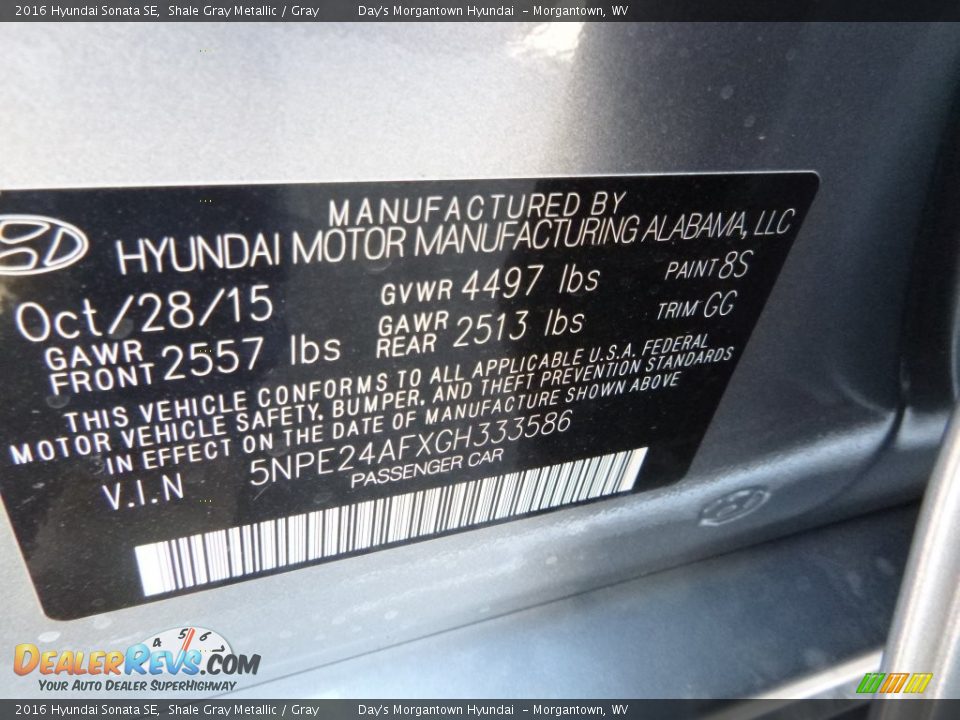 2016 Hyundai Sonata SE, Shale Gray Metallic / Gray Day's Morgantown Hyundai - Morgantown, WV
MANUFACTURED BY
HYUNDAI MOTOR MANUFACTURING ALABAMA, LLC
Oct/28/15 GVWR 4497 lbs PAINT 8S
GAWR FRONT 2557 lbs GAWR REAR 2513 lbs TRIM GG
THIS VEHICLE CONFORMS TO ALL APPLICABLE U.S.A. FEDERAL
MOTOR VEHICLE SAFETY, BUMPER, AND THEFT PREVENTION STANDARDS
IN EFFECT ON THE DATE OF MANUFACTURE SHOWN ABOVE
V.I.N 5NPE24AFXGH333586
PASSENGER CAR
4 5 6
DEALERREVS.COM
YOUR AUTO DEALER SUPERHIGHWAY
2016 Hyundai Sonata SE, Shale Gray Metallic / Gray Day's Morgantown Hyundai - Morgantown, WV